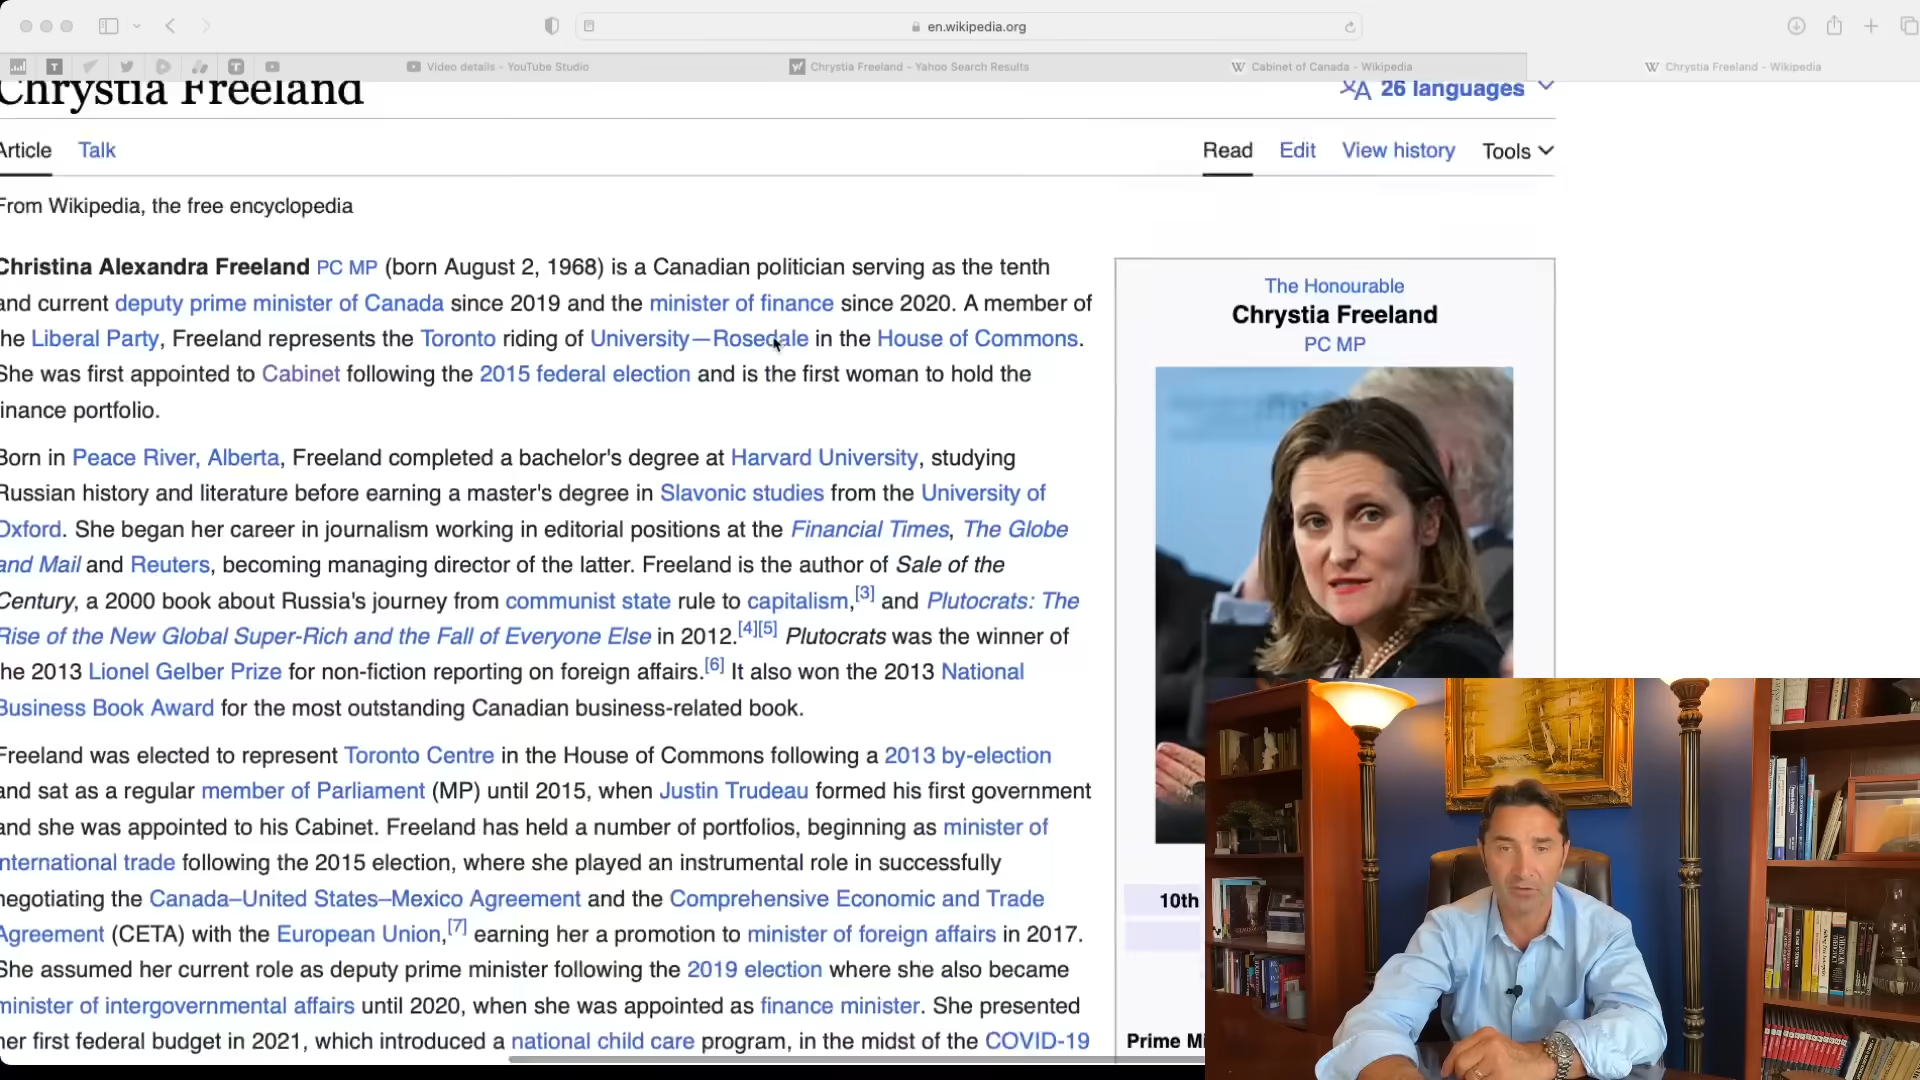 en.wikipedia.org
Video details - YouTube Studio
Chrystia Freeland - Yahoo Search Results
Cabinet of Canada - Wikipedia
Chrystia Freeland - Wikipedia
Chrystia Freeland
26 languages
Article Talk
Read Edit View history Tools
From Wikipedia, the free encyclopedia
Christina Alexandra Freeland PC MP (born August 2, 1968) is a Canadian politician serving as the tenth
and current deputy prime minister of Canada since 2019 and the minister of finance since 2020. A member of
he Liberal Party, Freeland represents the Toronto riding of University—Rosedale in the House of Commons.
She was first appointed to Cabinet following the 2015 federal election and is the first woman to hold the
inance portfolio.
Born in Peace River, Alberta, Freeland completed a bachelor's degree at Harvard University, studying
Russian history and literature before earning a master's degree in Slavonic studies from the University of
Oxford. She began her career in journalism working in editorial positions at the Financial Times, The Globe
and Mail and Reuters, becoming managing director of the latter. Freeland is the author of Sale of the
Century, a 2000 book about Russia's journey from communist state rule to capitalism,[3] and Plutocrats: The
Rise of the New Global Super-Rich and the Fall of Everyone Else in 2012.[4][5] Plutocrats was the winner of
he 2013 Lionel Gelber Prize for non-fiction reporting on foreign affairs.[6] It also won the 2013 National
Business Book Award for the most outstanding Canadian business-related book.
Freeland was elected to represent Toronto Centre in the House of Commons following a 2013 by-election
and sat as a regular member of Parliament (MP) until 2015, when Justin Trudeau formed his first government
and she was appointed to his Cabinet. Freeland has held a number of portfolios, beginning as minister of
nternational trade following the 2015 election, where she played an instrumental role in successfully
negotiating the Canada–United States–Mexico Agreement and the Comprehensive Economic and Trade
Agreement (CETA) with the European Union,[7] earning her a promotion to minister of foreign affairs in 2017.
She assumed her current role as deputy prime minister following the 2019 election where she also became
minister of intergovernmental affairs until 2020, when she was appointed as finance minister. She presented
her first federal budget in 2021, which introduced a national child care program, in the midst of the COVID-19
The Honourable
Chrystia Freeland
PC MP
10th
Prime Mi